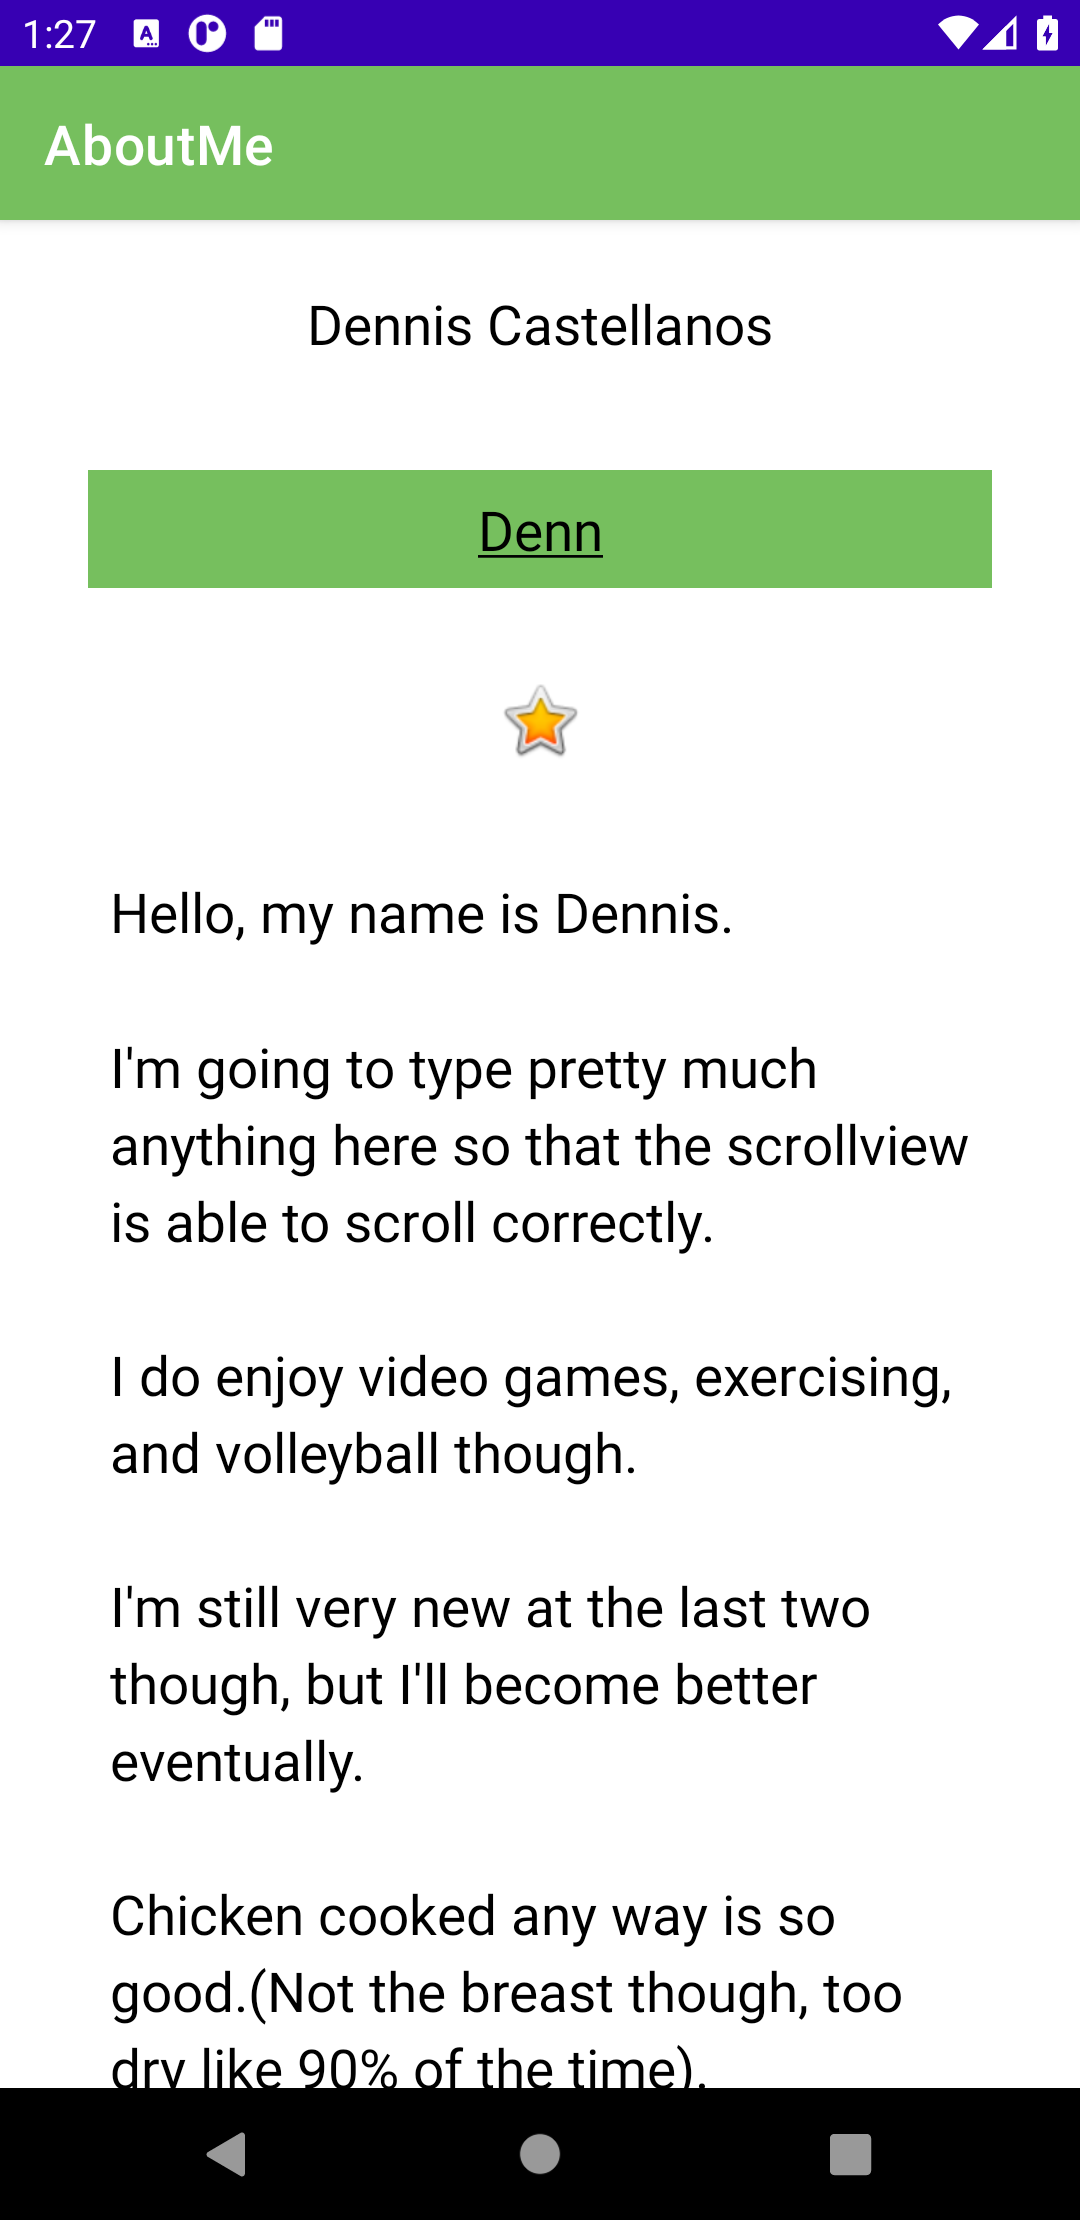 1:27
AboutMe
Dennis Castellanos
Denn
Hello, my name is Dennis.
I'm going to type pretty much
anything here so that the scrollview
is able to scroll correctly.
I do enjoy video games, exercising,
and volleyball though.
I'm still very new at the last two
though, but I'll become better
eventually.
Chicken cooked any way is so
good.(Not the breast though, too
dry like 90% of the time).